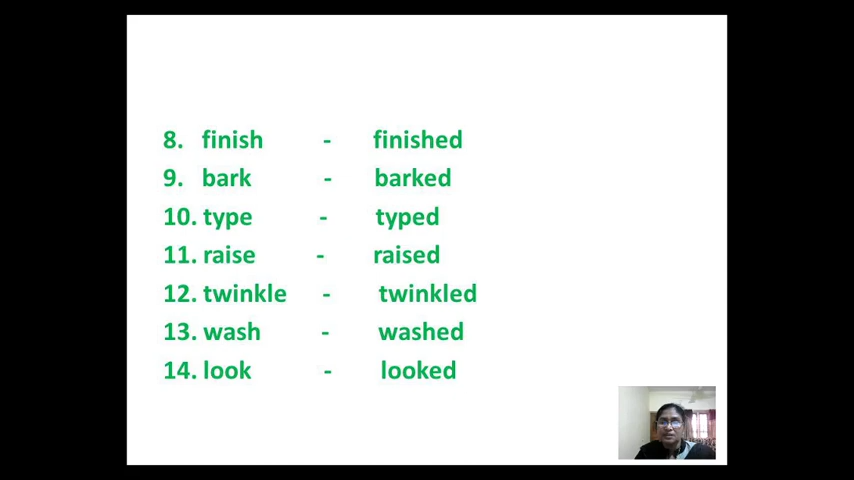 8. finish - finished
9. bark - barked
10. type - typed
11. raise - raised
12. twinkle - twinkled
13. wash - washed
14. look - looked